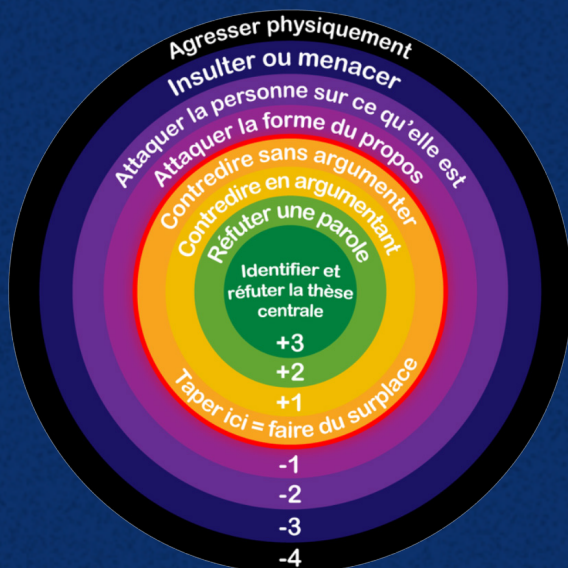 Agresser physiquement
Insulter ou menacer
Attaquer la personne sur ce qu'elle est
Attaquer la forme du propos
Contredire sans argumenter
Contredire en argumentant
Réfuter une parole
Identifier et
réfuter la thèse
centrale
+3
+2
+1
Taper ici = faire du surplace
-1
-2
-3
-4